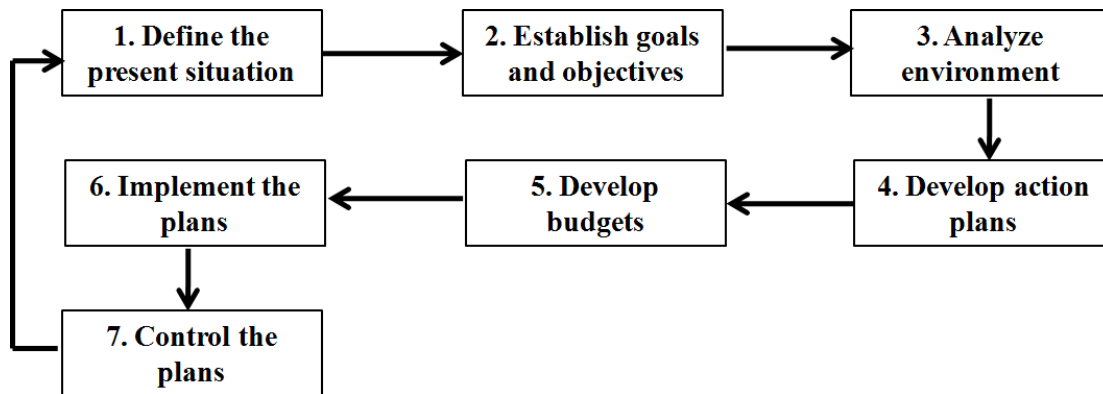 1. Define the
present situation
2. Establish goals
and objectives
3. Analyze
environment
4. Develop action
plans
5. Develop
budgets
6. Implement the
plans
7. Control the
plans